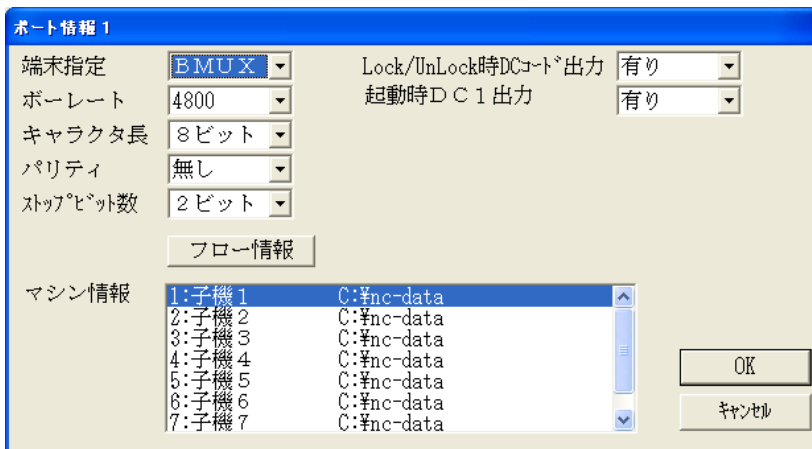 ポート情報1
端末指定 BMUX Lock/UnLock時DCｺｰﾄﾞ出力 有り
ボーレート 4800 起動時DC1出力 有り
キャラクタ長 8ビット
パリティ 無し
ｽﾄｯﾌﾟﾋﾞｯﾄ数 2ビット
フロー情報
マシン情報 1:子機1 C:¥nc-data
2:子機2 C:¥nc-data
3:子機3 C:¥nc-data
4:子機4 C:¥nc-data
5:子機5 C:¥nc-data
6:子機6 C:¥nc-data
7:子機7 C:¥nc-data
OK
ｷｬﾝｾﾙ